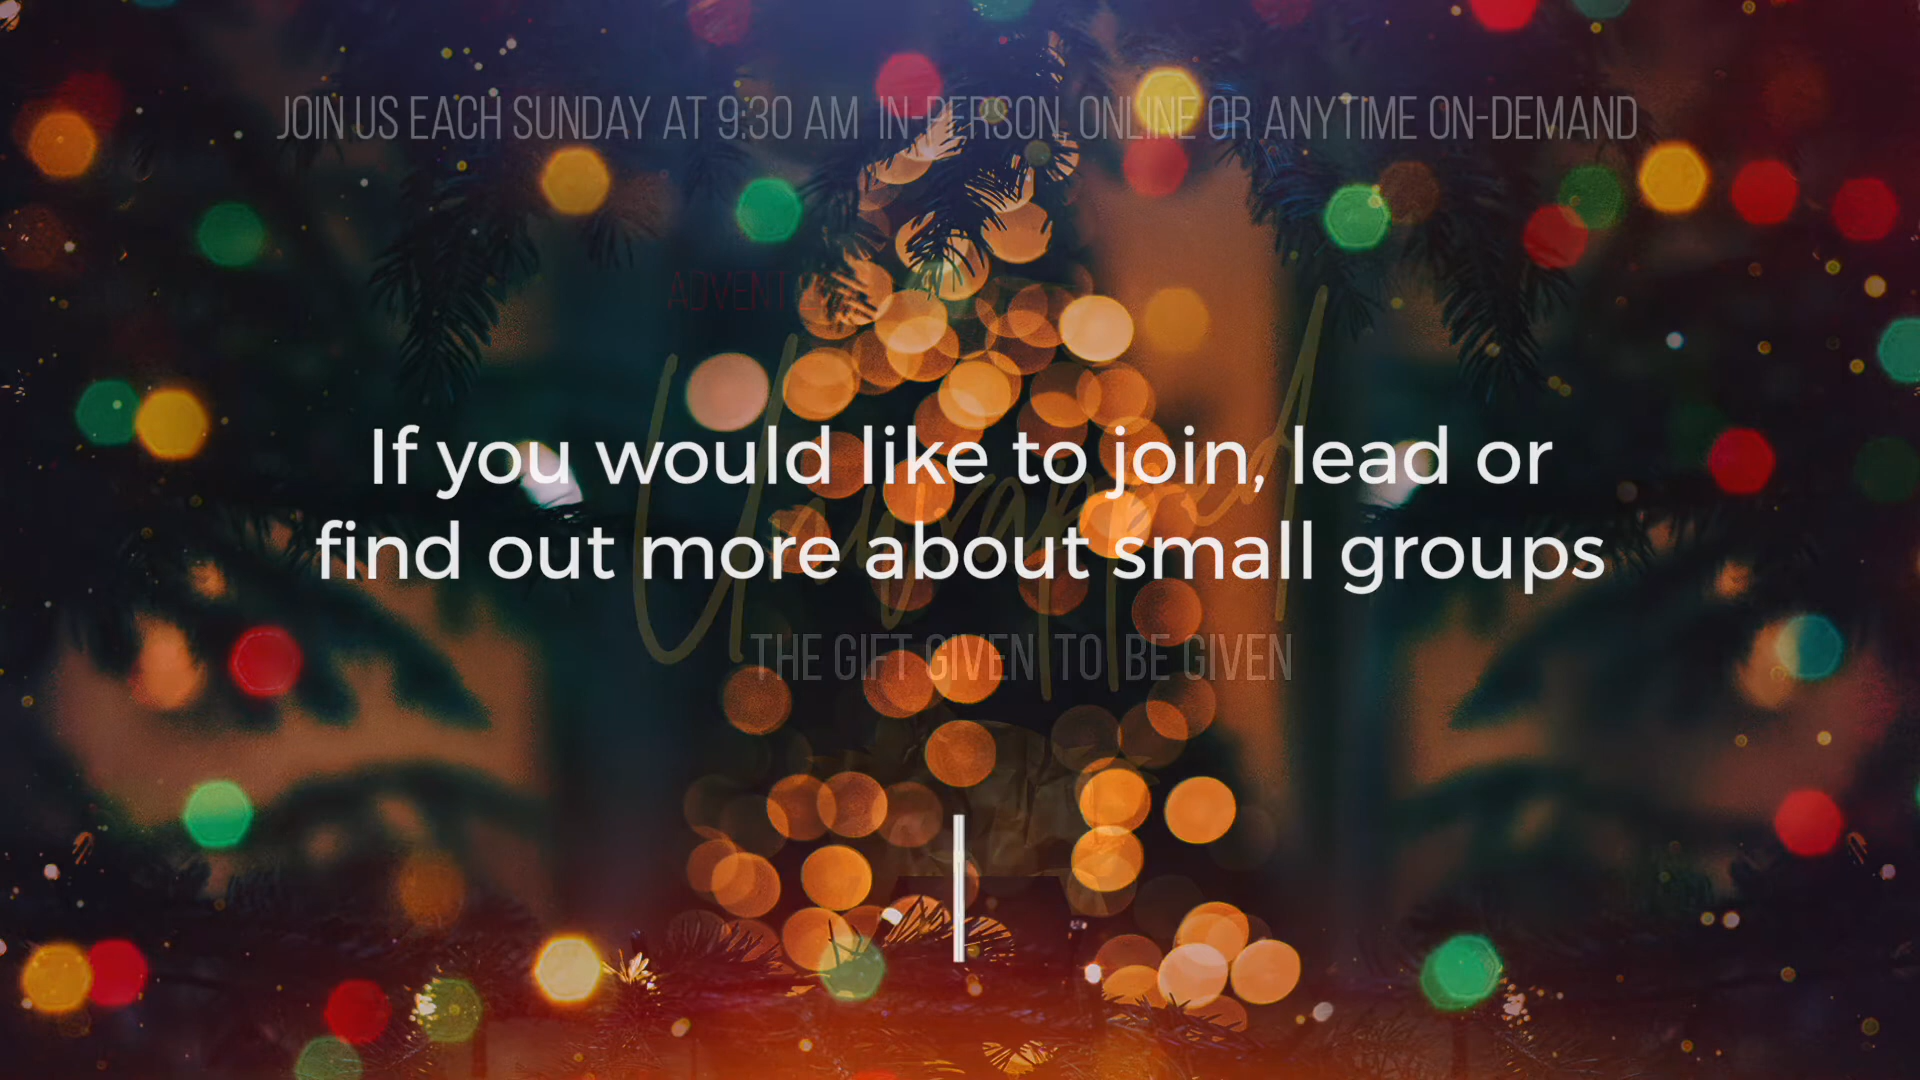 JOIN US EACH SUNDAY AT 9:30 AM IN-PERSON, ONLINE OR ANYTIME ON-DEMAND
ADVENT
Unwrapped
If you would like to join, lead or
find out more about small groups
THE GIFT GIVEN TO BE GIVEN